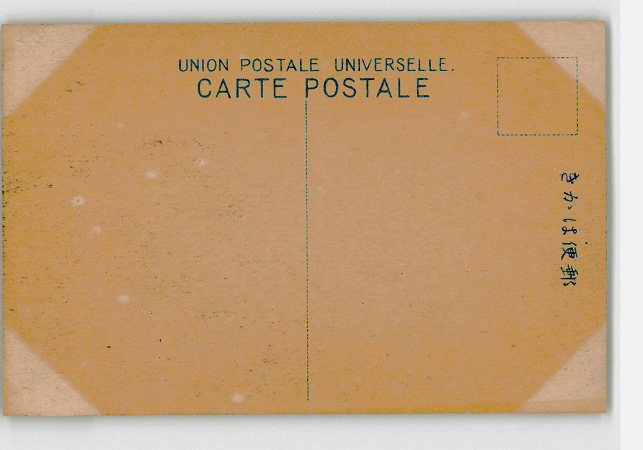 UNION POSTALE UNIVERSELLE.
CARTE POSTALE
きかは便郵